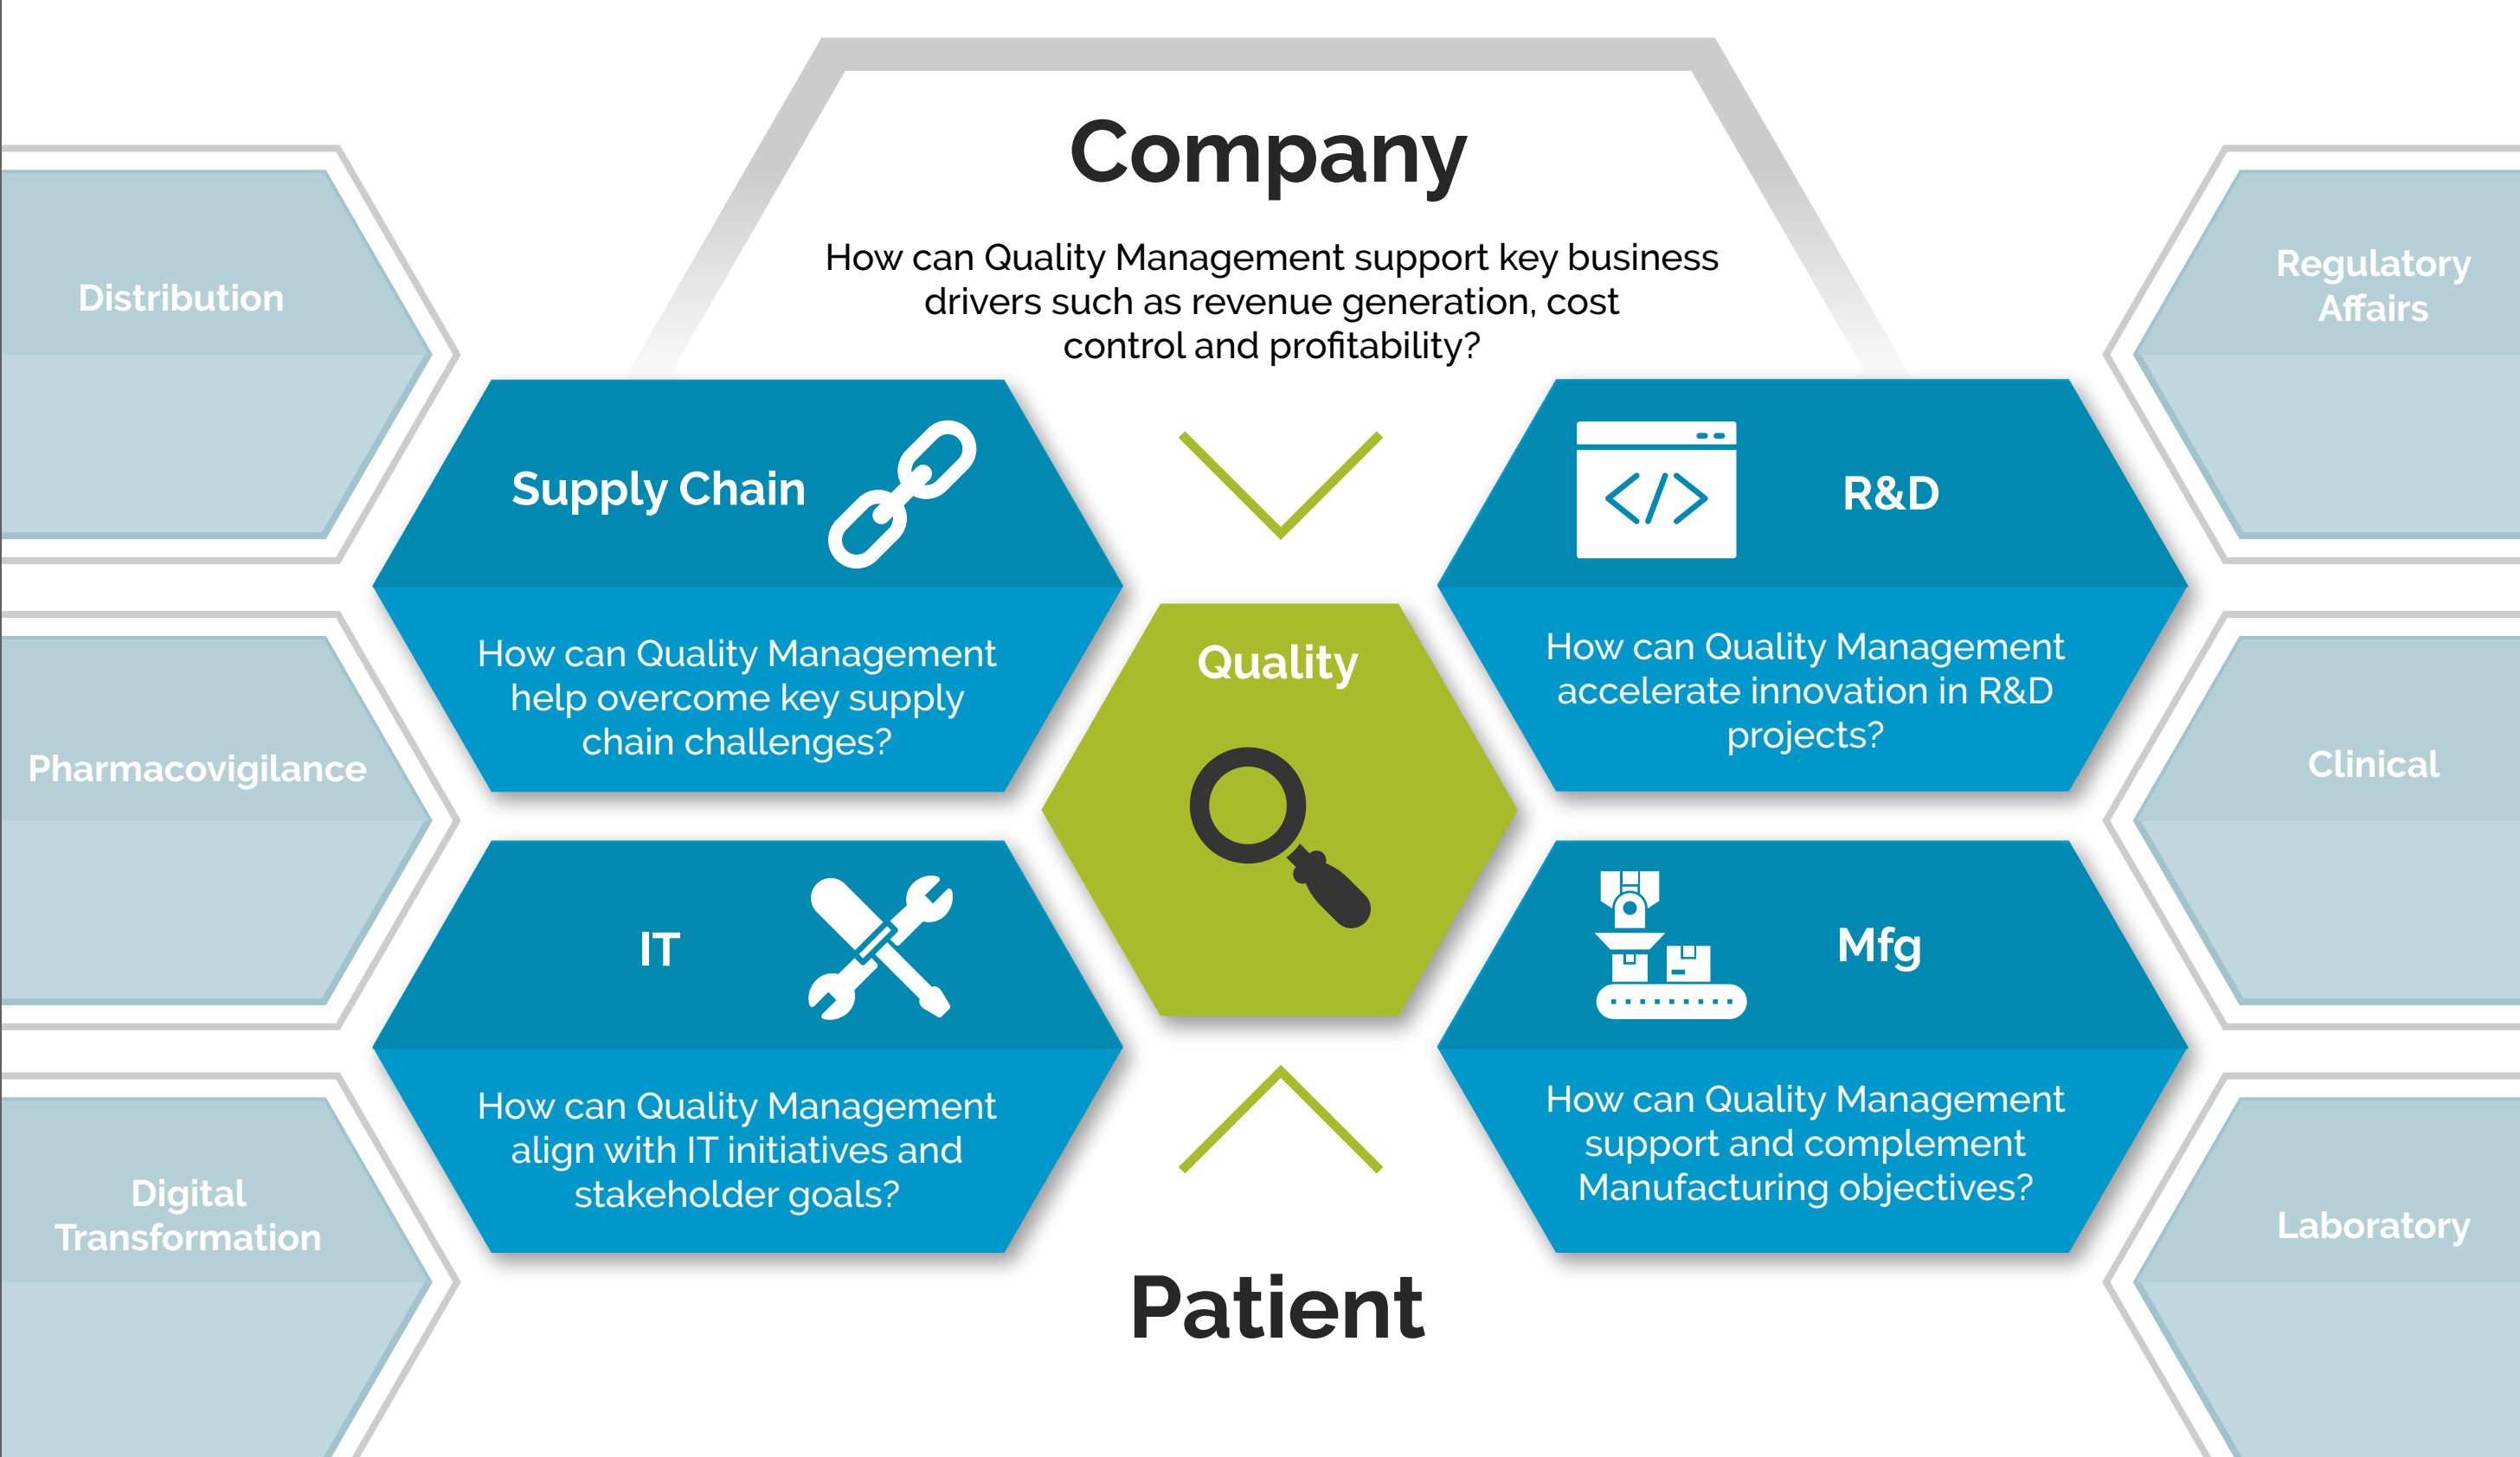 Company
How can Quality Management support key business
drivers such as revenue generation, cost
control and profitability?
Distribution
Pharmacovigilance
Digital
Transformation
Supply Chain
How can Quality Management
help overcome key supply
chain challenges?
IT
How can Quality Management
align with IT initiatives and
stakeholder goals?
Quality
R&D
How can Quality Management
accelerate innovation in R&D
projects?
Mfg
How can Quality Management
support and complement
Manufacturing objectives?
Regulatory
Affairs
Clinical
Laboratory
Patient